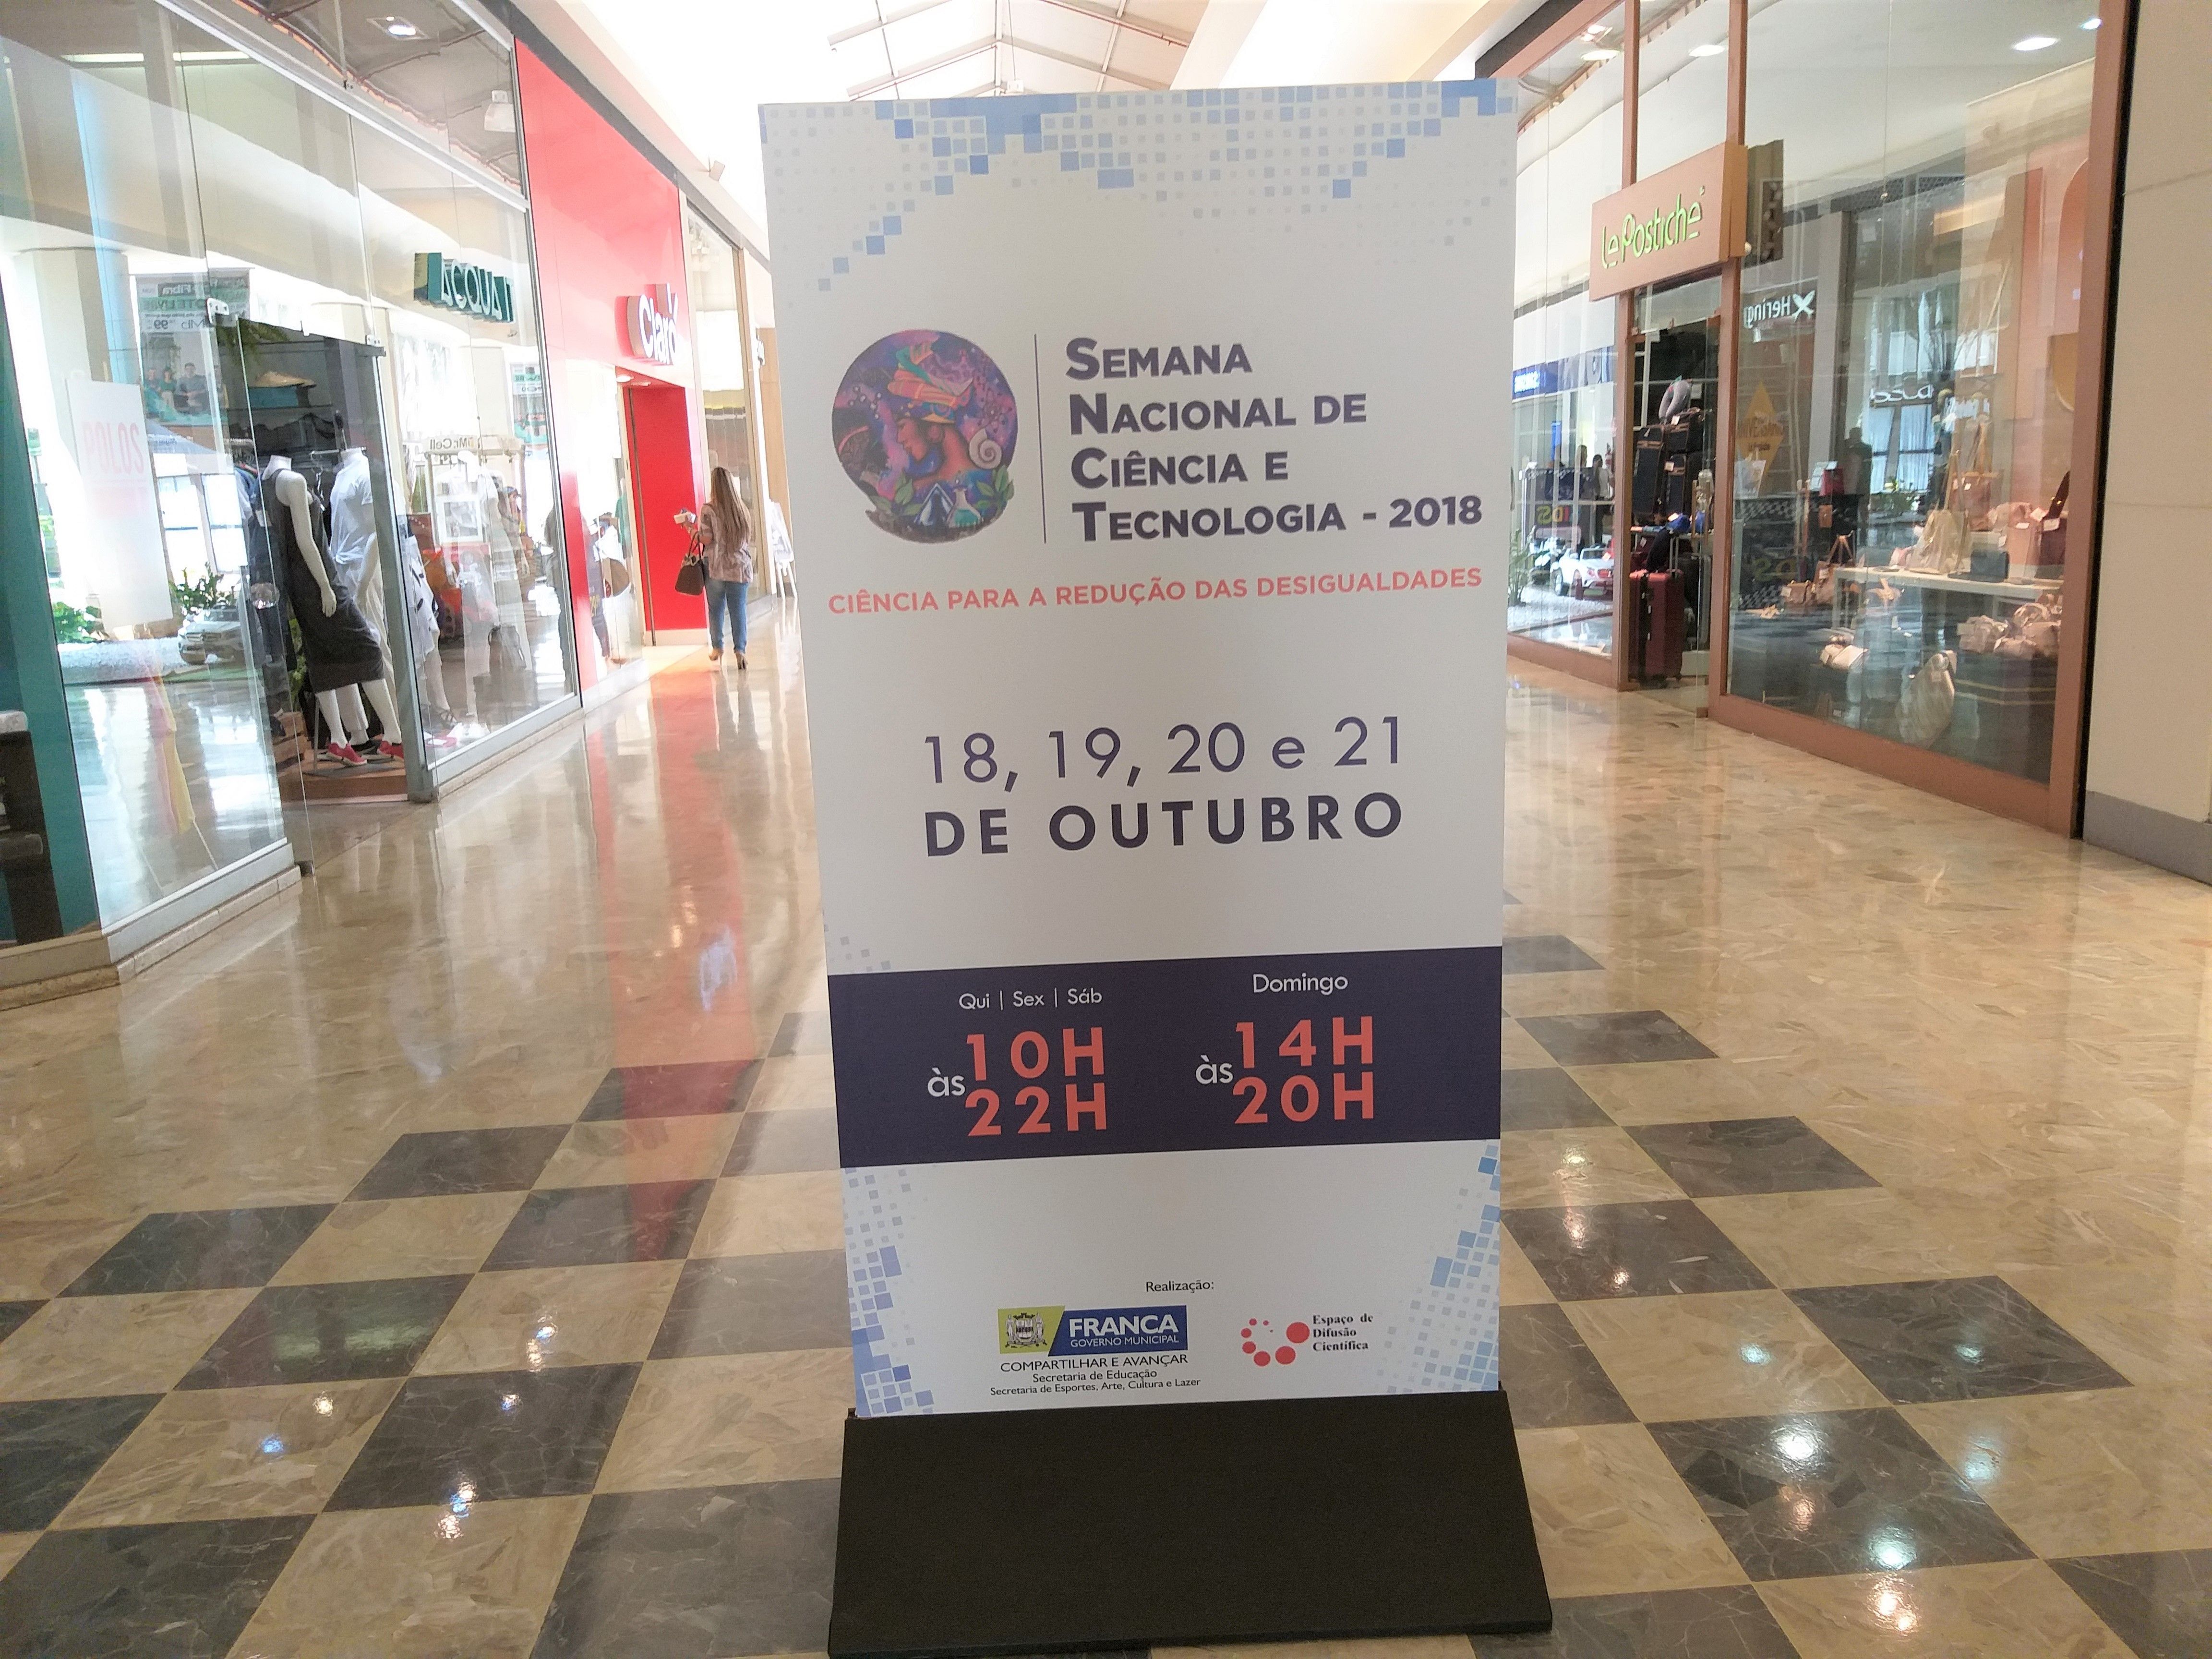 SEMANA
NACIONAL DE
CIÊNCIA E
TECNOLOGIA - 2018
CIÊNCIA PARA A REDUÇÃO DAS DESIGUALDADES
18, 19, 20 e 21
DE OUTUBRO
Qui | Sex | Sáb
10H
às
22H
Domingo
14H
às
20H
Realização:
FRANCA
GOVERNO MUNICIPAL
COMPARTILHAR E AVANÇAR
Secretaria de Educação
Secretaria de Esportes, Arte, Cultura e Lazer
Espaço de
Difusão
Científica
ACQUA
Claro
Le Postiche
Hering
McCell
POLOS